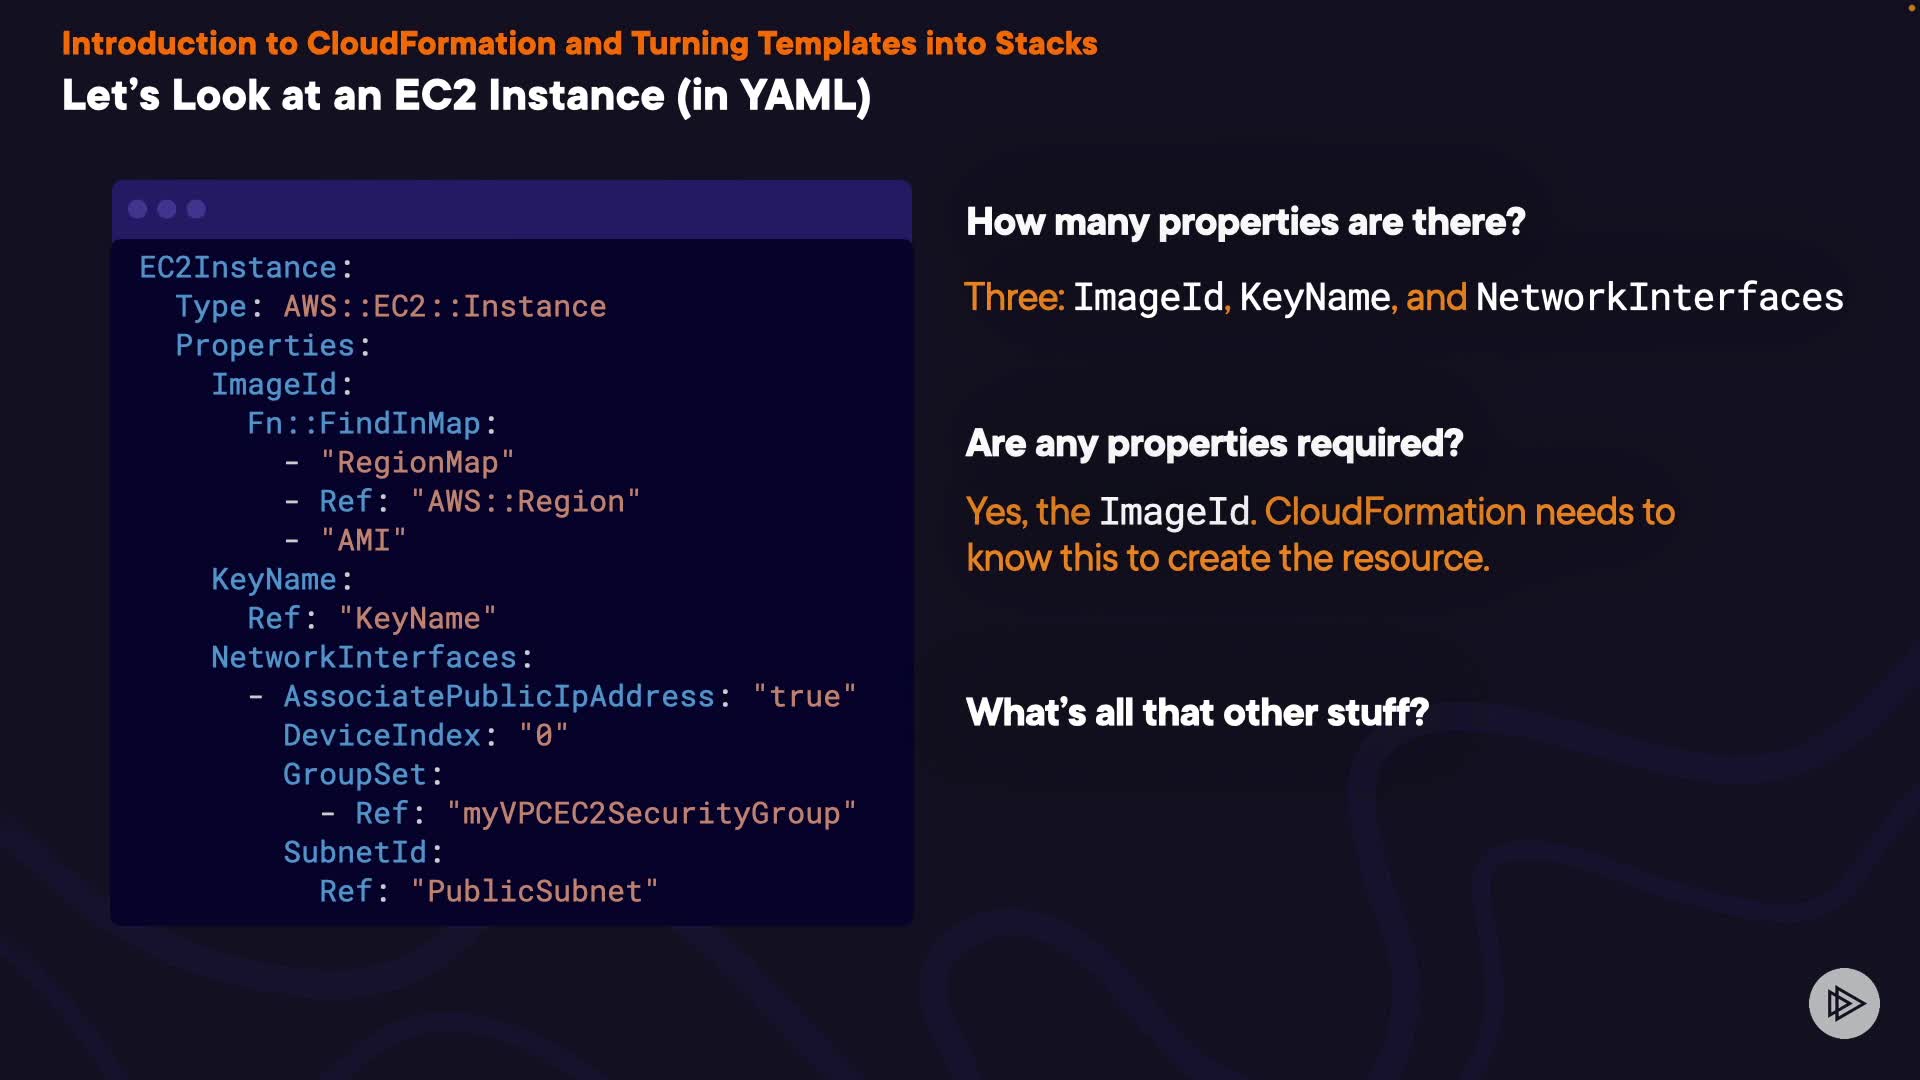 Introduction to CloudFormation and Turning Templates into Stacks
Let’s Look at an EC2 Instance (in YAML)
EC2Instance:
  Type: AWS::EC2::Instance
  Properties:
    ImageId:
      Fn::FindInMap:
        - "RegionMap"
        - Ref: "AWS::Region"
        - "AMI"
    KeyName:
      Ref: "KeyName"
    NetworkInterfaces:
      - AssociatePublicIpAddress: "true"
        DeviceIndex: "0"
        GroupSet:
          - Ref: "myVPCEC2SecurityGroup"
        SubnetId:
          Ref: "PublicSubnet"
How many properties are there?
Three: ImageId, KeyName, and NetworkInterfaces
Are any properties required?
Yes, the ImageId. CloudFormation needs to
know this to create the resource.
What’s all that other stuff?